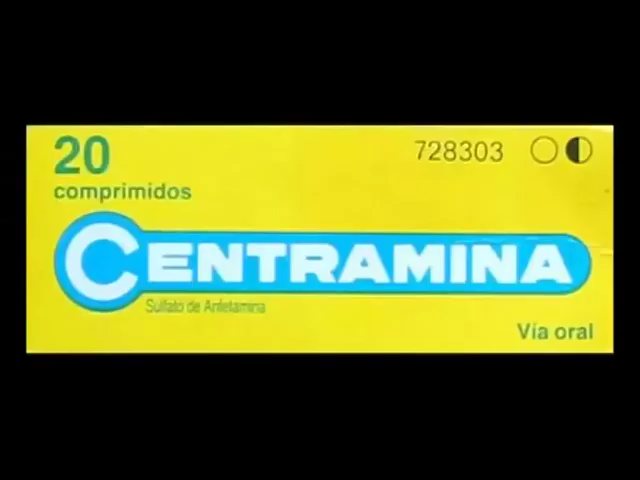 20
comprimidos
728303
CENTRAMINA
Sulfato de Anfetamina
Vía oral